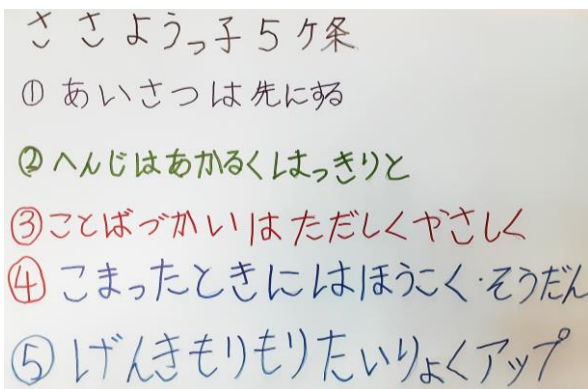 ささようっ子5ケ条
①あいさつは先にする
②へんじはあかるくはっきりと
③ことばづかいはただしくやさしく
④こまったときにはほうこく・そうだん
⑤げんきもりもりたいりょくアップ